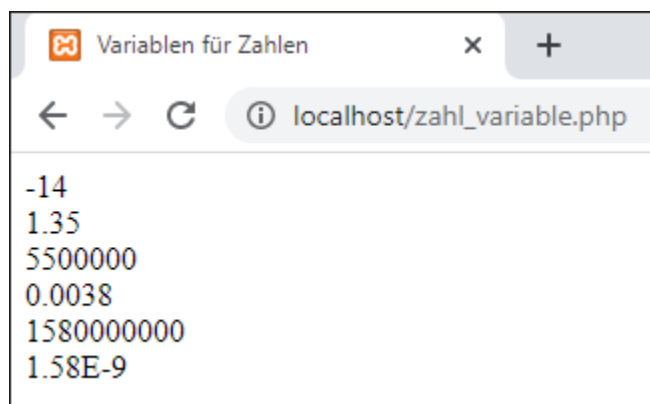 Variablen für Zahlen
localhost/zahl_variable.php
-14
1.35
5500000
0.0038
1580000000
1.58E-9